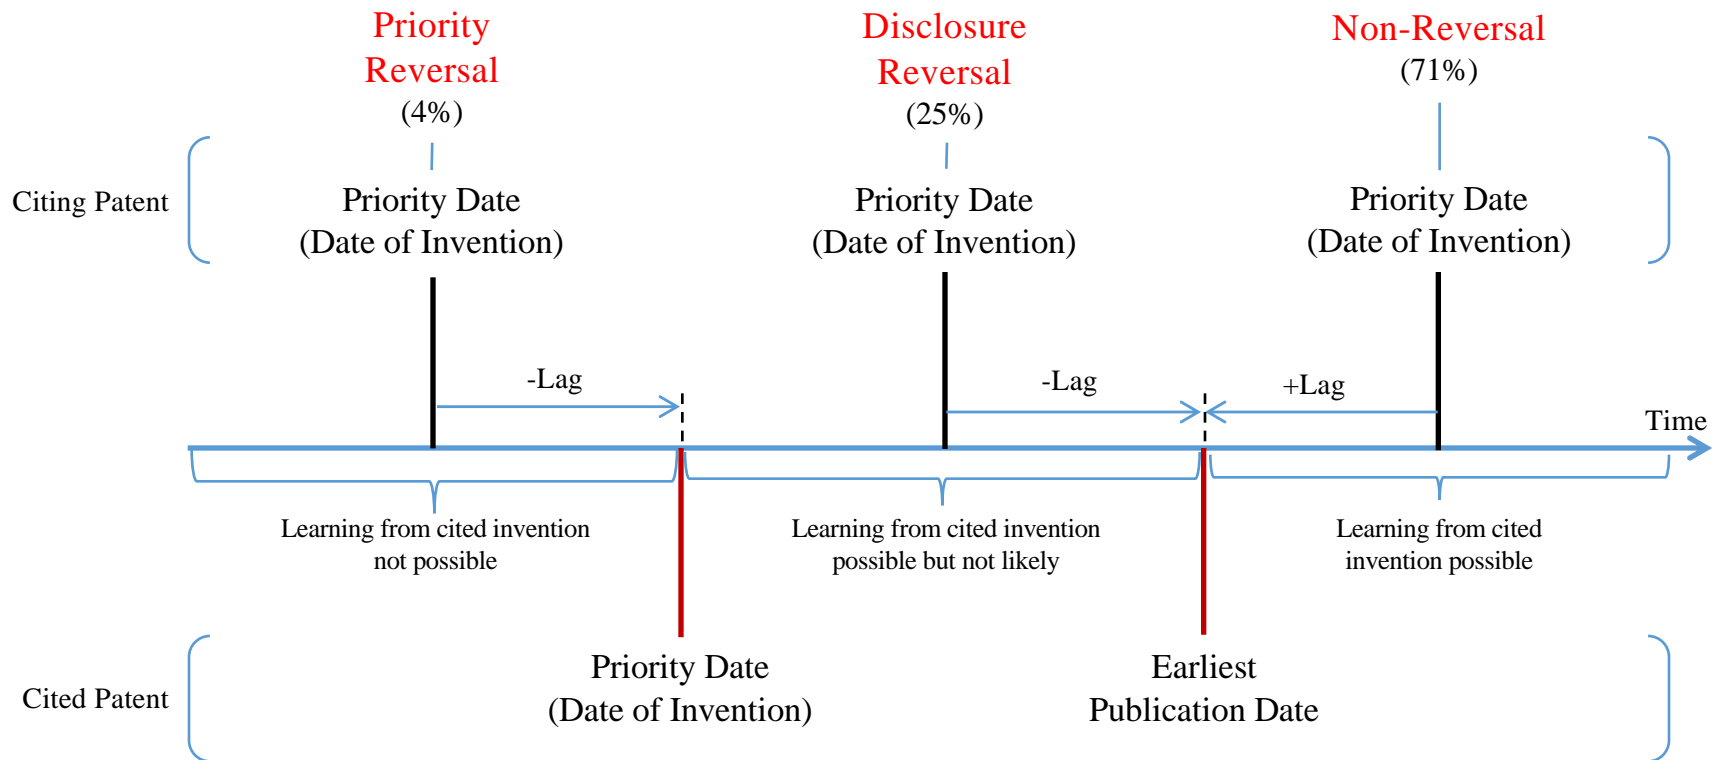 Priority
Reversal
(4%)
Disclosure
Reversal
(25%)
Non-Reversal
(71%)
Citing Patent
Priority Date
(Date of Invention)
Priority Date
(Date of Invention)
Priority Date
(Date of Invention)
-Lag
-Lag
+Lag
Time
Learning from cited invention
not possible
Learning from cited invention
possible but not likely
Learning from cited
invention possible
Cited Patent
Priority Date
(Date of Invention)
Earliest
Publication Date